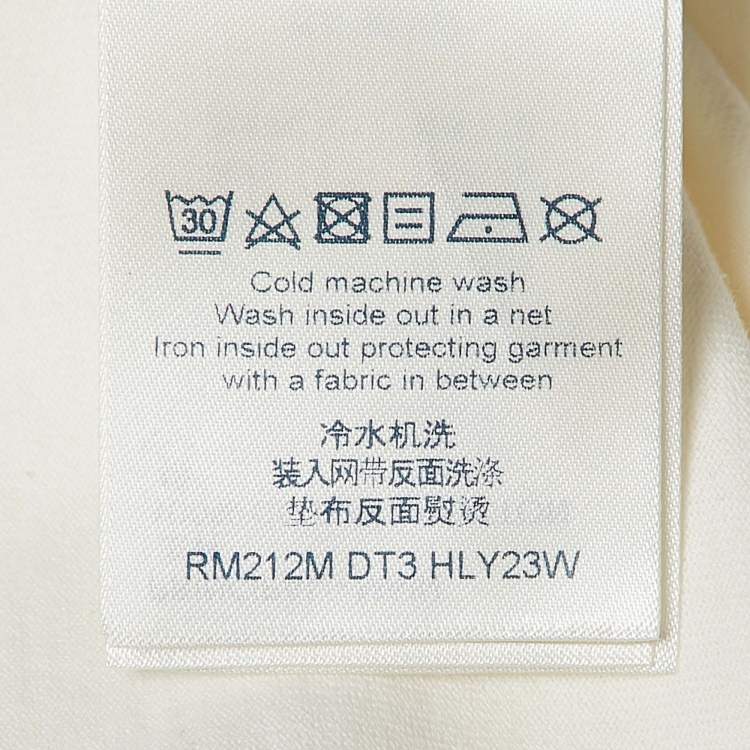 30
Cold machine wash
Wash inside out in a net
Iron inside out protecting garment
with a fabric in between
冷水机洗
装入网带反面洗涤
垫布反面熨烫
RM212M DT3 HLY23W